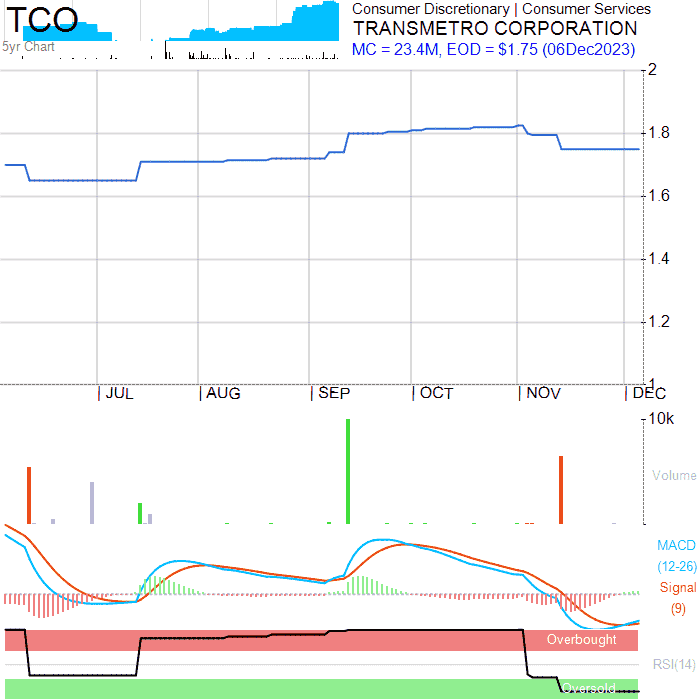 TCO
5yr Chart
Consumer Discretionary | Consumer Services
TRANSMETRO CORPORATION
MC = 23.4M, EOD = $1.75 (06Dec2023)
2
1.8
1.6
1.4
1.2
1
JUL AUG SEP OCT NOV DEC
10k
Volume
MACD
(12-26)
Signal
(9)
Overbought
RSI(14)
Oversold